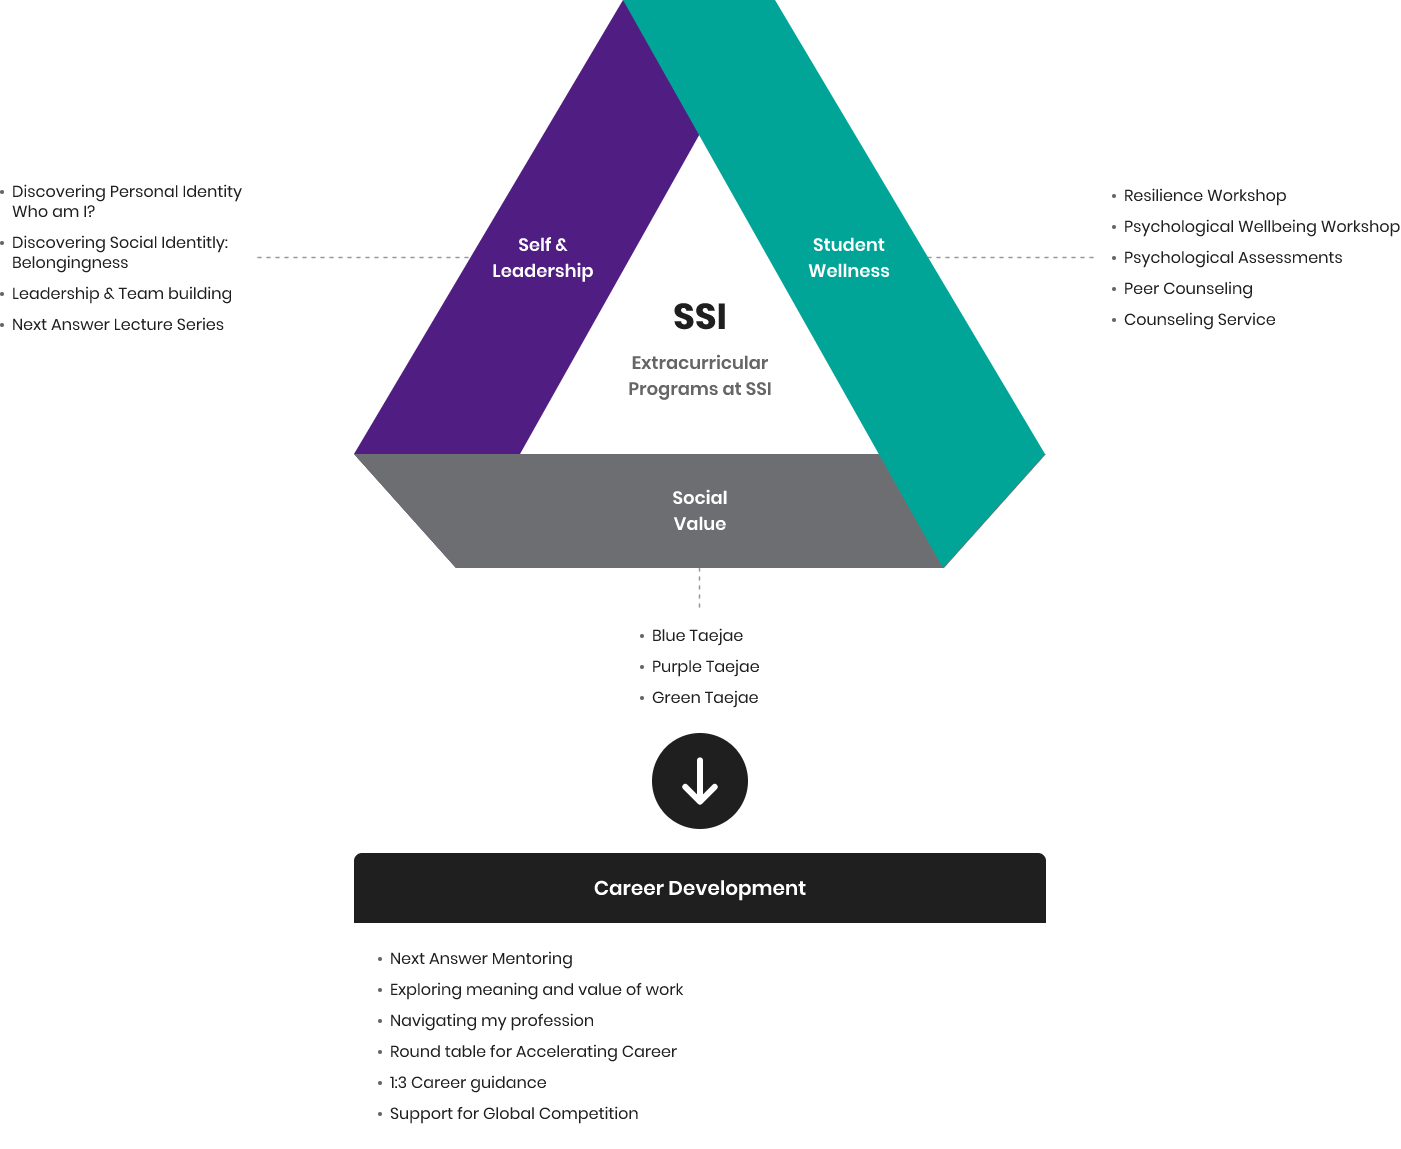 Discovering Personal Identity
Who am I?
Discovering Social Identitly:
Belongingness
Leadership & Team building
Next Answer Lecture Series
Self &
Leadership
Student
Wellness
Resilience Workshop
Psychological Wellbeing Workshop
Psychological Assessments
Peer Counseling
Counseling Service
SSI
Extracurricular
Programs at SSI
Social
Value
Blue Taejae
Purple Taejae
Green Taejae
Career Development
Next Answer Mentoring
Exploring meaning and value of work
Navigating my profession
Round table for Accelerating Career
1:3 Career guidance
Support for Global Competition